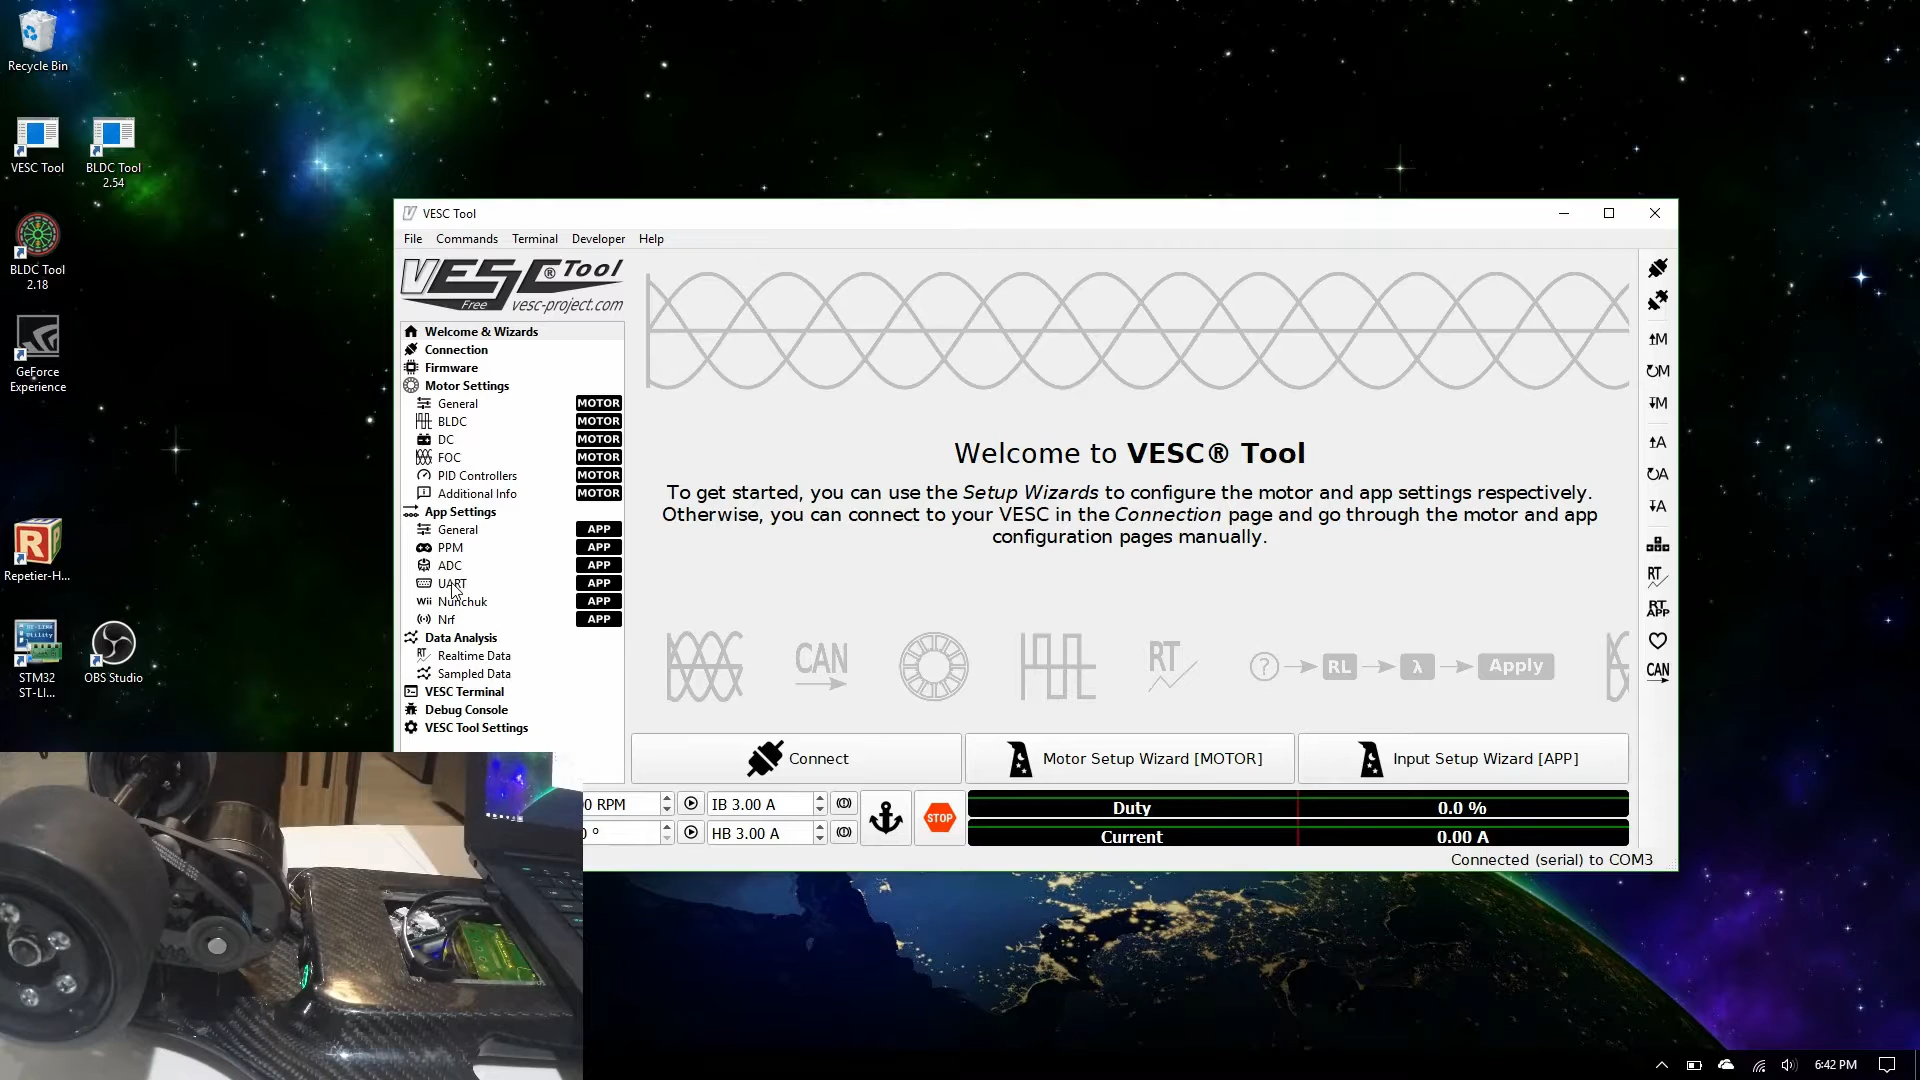 Recycle Bin
VESC Tool
BLDC Tool
2.54
BLDC Tool
2.18
GeForce
Experience
Repetier-H...
STM32
ST-LI...
OBS Studio
VESC Tool
File Commands Terminal Developer Help
VESC® Tool
Free vesc-project.com
Welcome & Wizards
Connection
Firmware
Motor Settings
General MOTOR
BLDC MOTOR
DC MOTOR
FOC MOTOR
PID Controllers MOTOR
Additional Info MOTOR
App Settings
General APP
PPM APP
ADC APP
UART APP
Wii Nunchuk APP
Nrf APP
Data Analysis
RT Realtime Data
Sampled Data
VESC Terminal
Debug Console
VESC Tool Settings
Welcome to VESC® Tool
To get started, you can use the Setup Wizards to configure the motor and app settings respectively.
Otherwise, you can connect to your VESC in the Connection page and go through the motor and app
configuration pages manually.
CAN RT ? RL λ Apply
Connect
Motor Setup Wizard [MOTOR]
Input Setup Wizard [APP]
0 RPM IB 3.00 A
0 ° HB 3.00 A
STOP
Duty 0.0 %
Current 0.00 A
Connected (serial) to COM3
M
M
M
A
A
A
RT
RT
APP
CAN
6:42 PM